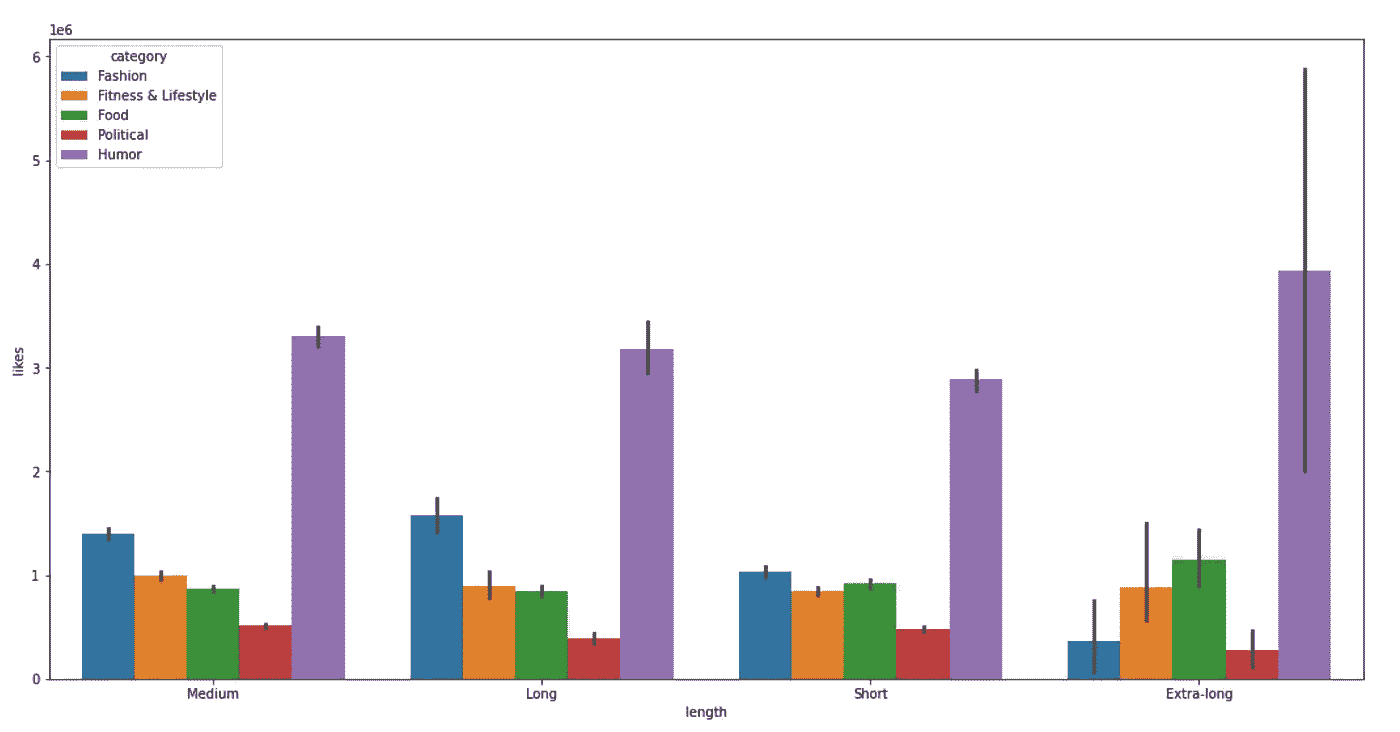 1e6
category
Fashion
Fitness & Lifestyle
Food
Political
Humor
6
5
4
3
2
1
0
likes
Medium Long Short Extra-long
length